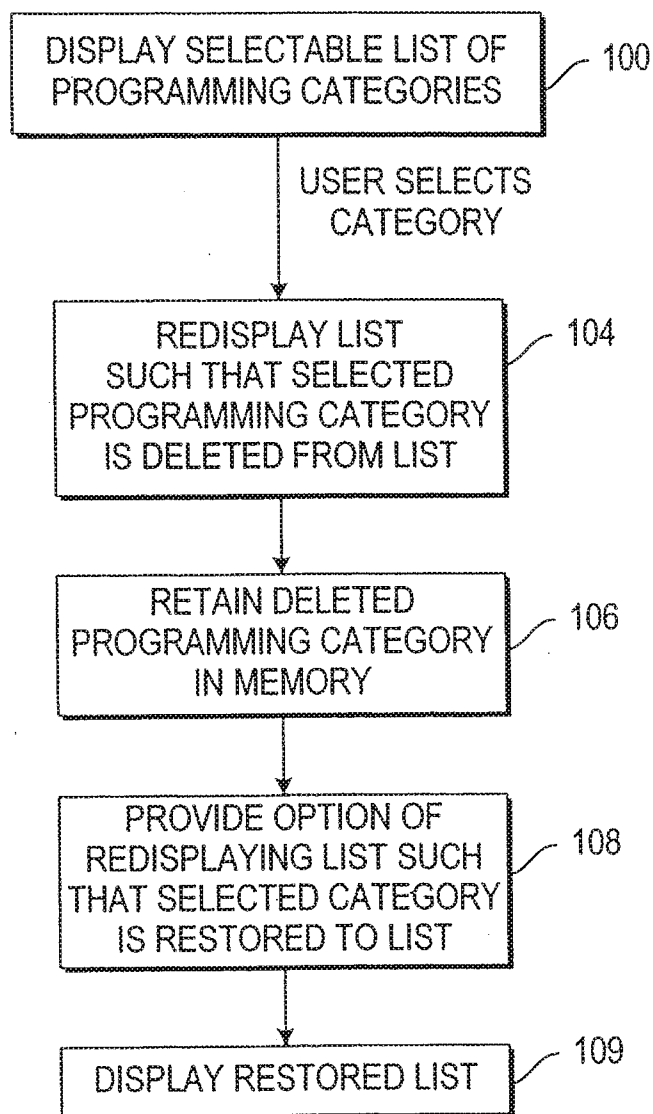 DISPLAY SELECTABLE LIST OF
PROGRAMMING CATEGORIES
100
USER SELECTS
CATEGORY
REDISPLAY LIST
SUCH THAT SELECTED
PROGRAMMING CATEGORY
IS DELETED FROM LIST
104
RETAIN DELETED
PROGRAMMING CATEGORY
IN MEMORY
106
PROVIDE OPTION OF
REDISPLAYING LIST SUCH
THAT SELECTED CATEGORY
IS RESTORED TO LIST
108
DISPLAY RESTORED LIST
109